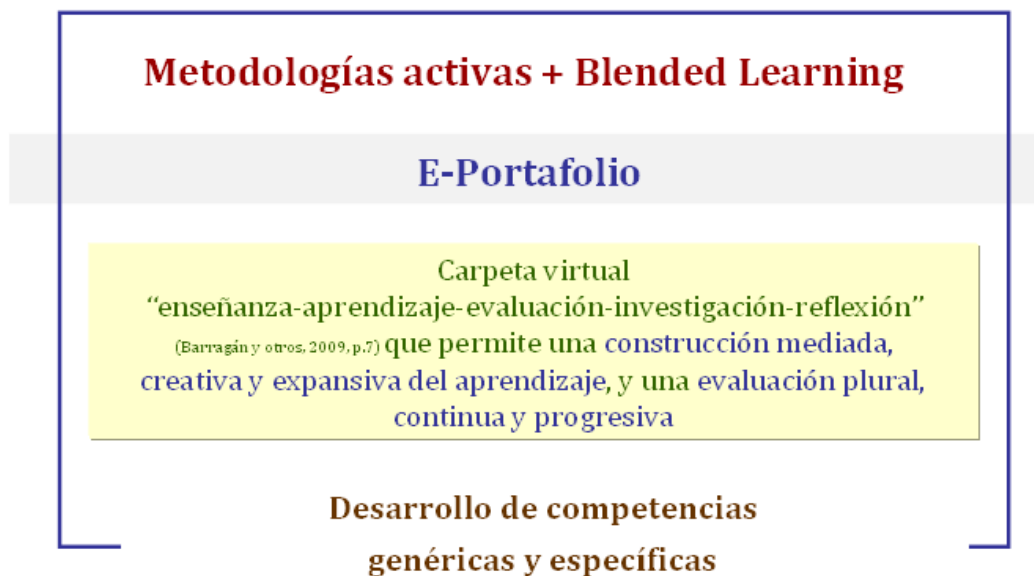 Metodologías activas + Blended Learning
E-Portafolio
Carpeta virtual
“enseñanza-aprendizaje-evaluación-investigación-reflexión”
(Barragán y otros, 2009, p.7) que permite una construcción mediada,
creativa y expansiva del aprendizaje, y una evaluación plural,
continua y progresiva
Desarrollo de competencias
genéricas y específicas